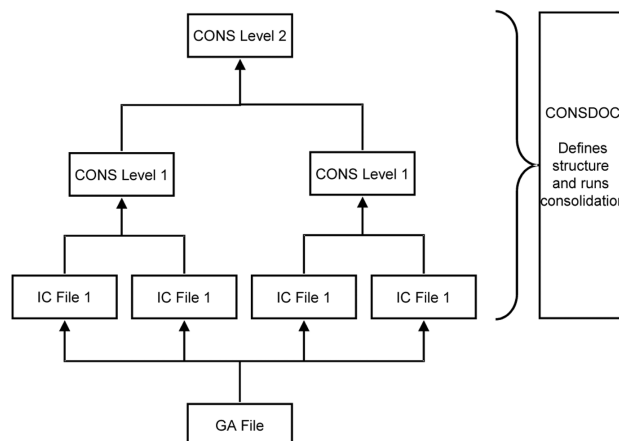 CONS Level 2
CONSDOC
Defines
structure
and runs
consolidation
CONS Level 1
CONS Level 1
IC File 1
IC File 1
IC File 1
IC File 1
GA File